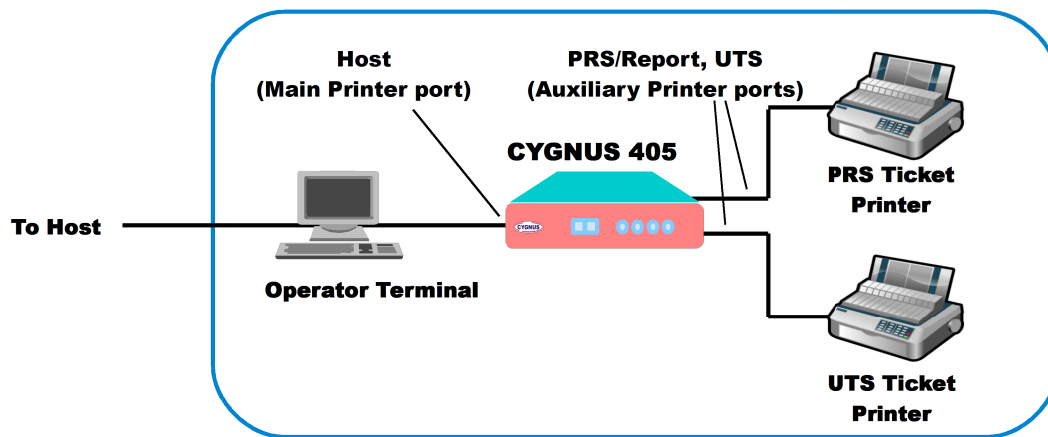 Host
(Main Printer port)
PRS/Report, UTS
(Auxiliary Printer ports)
CYGNUS 405
PRS Ticket
Printer
To Host
CYGNUS
Operator Terminal
UTS Ticket
Printer